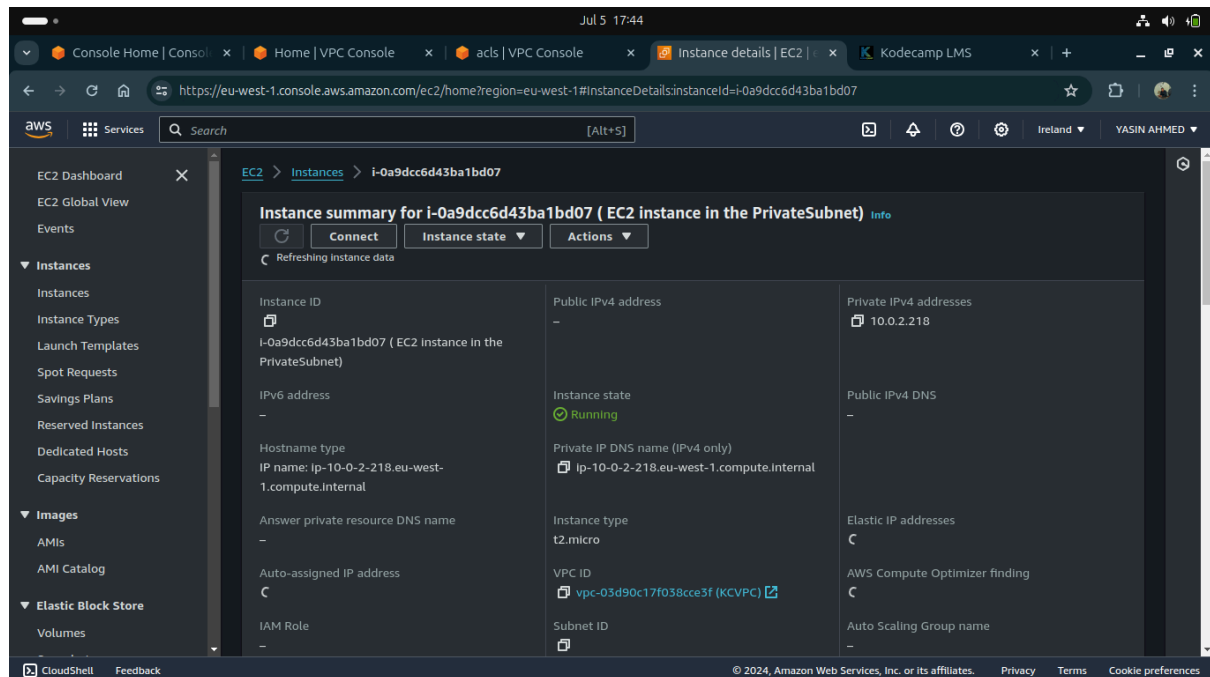 Jul 5 17:44
Console Home | Consol
Home | VPC Console
acls | VPC Console
Instance details | EC2 | e
Kodecamp LMS
https://eu-west-1.console.aws.amazon.com/ec2/home?region=eu-west-1#InstanceDetails:instanceId=i-0a9dcc6d43ba1bd07
aws
Services
Search
[Alt+S]
Ireland ▼
YASIN AHMED ▼
EC2 Dashboard
EC2 Global View
Events
▼ Instances
Instances
Instance Types
Launch Templates
Spot Requests
Savings Plans
Reserved Instances
Dedicated Hosts
Capacity Reservations
▼ Images
AMIs
AMI Catalog
▼ Elastic Block Store
Volumes
EC2 > Instances > i-0a9dcc6d43ba1bd07
Instance summary for i-0a9dcc6d43ba1bd07 ( EC2 instance in the PrivateSubnet) Info
Connect
Instance state ▼
Actions ▼
Refreshing instance data
Instance ID
i-0a9dcc6d43ba1bd07 ( EC2 instance in the
PrivateSubnet)
Public IPv4 address
–
Private IPv4 addresses
10.0.2.218
IPv6 address
–
Instance state
Running
Public IPv4 DNS
–
Hostname type
IP name: ip-10-0-2-218.eu-west-
1.compute.internal
Private IP DNS name (IPv4 only)
ip-10-0-2-218.eu-west-1.compute.internal
Answer private resource DNS name
–
Instance type
t2.micro
Elastic IP addresses
Auto-assigned IP address
VPC ID
vpc-03d90c17f038cce3f (KCVPC)
AWS Compute Optimizer finding
IAM Role
–
Subnet ID
Auto Scaling Group name
–
CloudShell
Feedback
© 2024, Amazon Web Services, Inc. or its affiliates.
Privacy
Terms
Cookie preferences